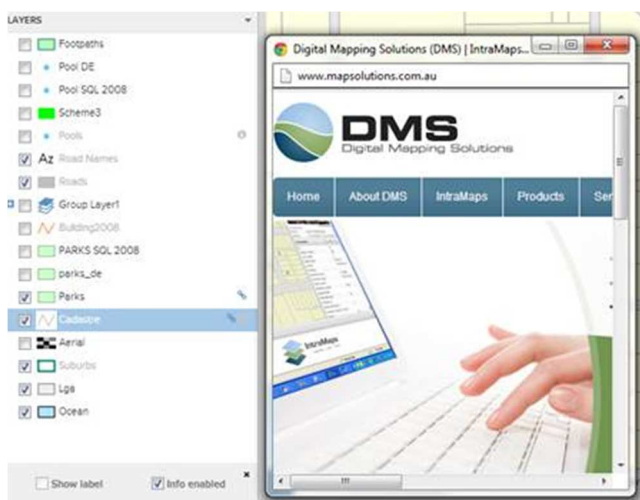 LAYERS
Footpaths
Pool DE
Pool SQL 2008
Scheme3
Pools
Az Road Names
Roads
Group Layer1
Building2008
PARKS SQL 2008
parks_de
Parks
Cadastre
Aerial
Suburbs
Lga
Ocean
Show label
Info enabled
Digital Mapping Solutions (DMS) | IntraMaps...
www.mapsolutions.com.au
DMS
Digital Mapping Solutions
Home About DMS IntraMaps Products Ser
IntraMaps